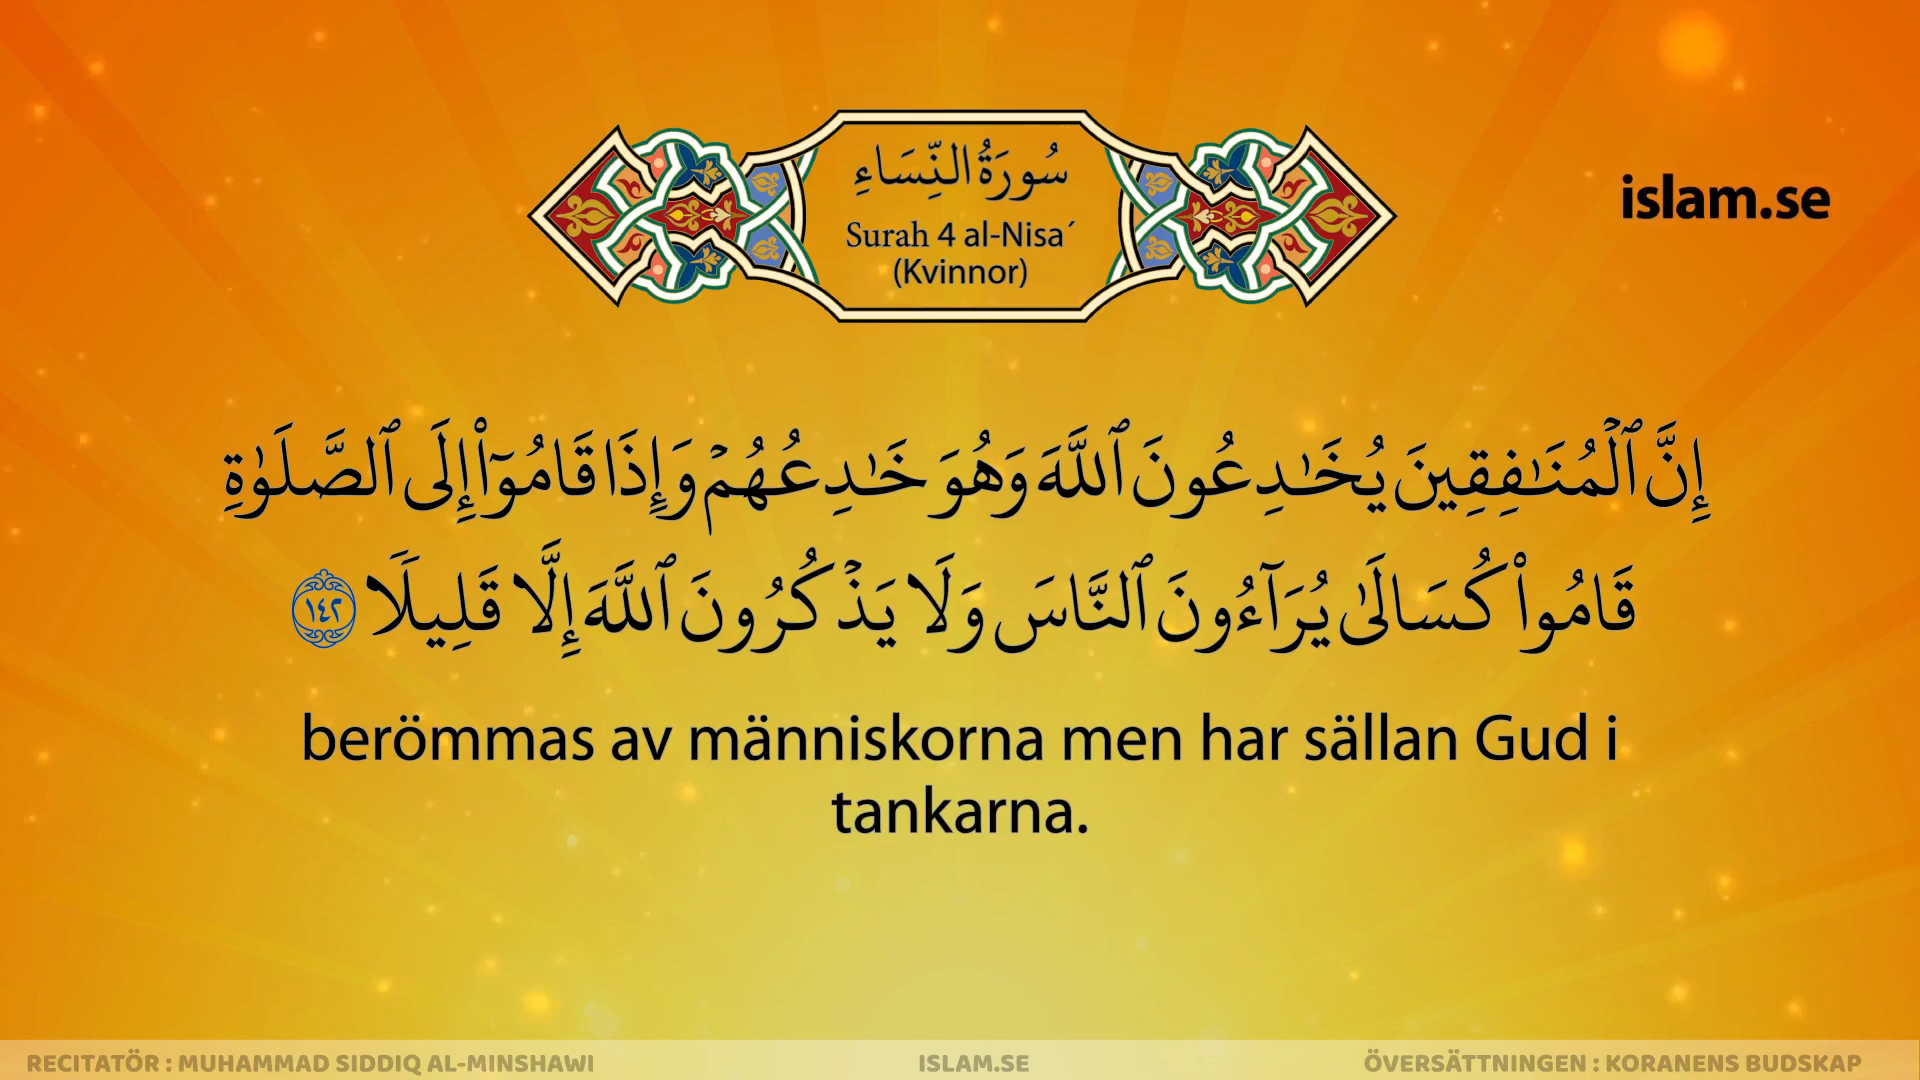 سُورَةُ النِّسَاءِ
Surah 4 al-Nisa´
(Kvinnor)
islam.se
إِنَّ ٱلْمُنَـٰفِقِينَ يُخَـٰدِعُونَ ٱللَّهَ وَهُوَ خَـٰدِعُهُمْ وَإِذَا قَامُوٓا۟ إِلَى ٱلصَّلَوٰةِ
قَامُوا۟ كُسَالَىٰ يُرَآءُونَ ٱلنَّاسَ وَلَا يَذْكُرُونَ ٱللَّهَ إِلَّا قَلِيلًا ١٤٢
berömmas av människorna men har sällan Gud i
tankarna.
RECITATÖR : MUHAMMAD SIDDIQ AL-MINSHAWI
ISLAM.SE
ÖVERSÄTTNINGEN : KORANENS BUDSKAP